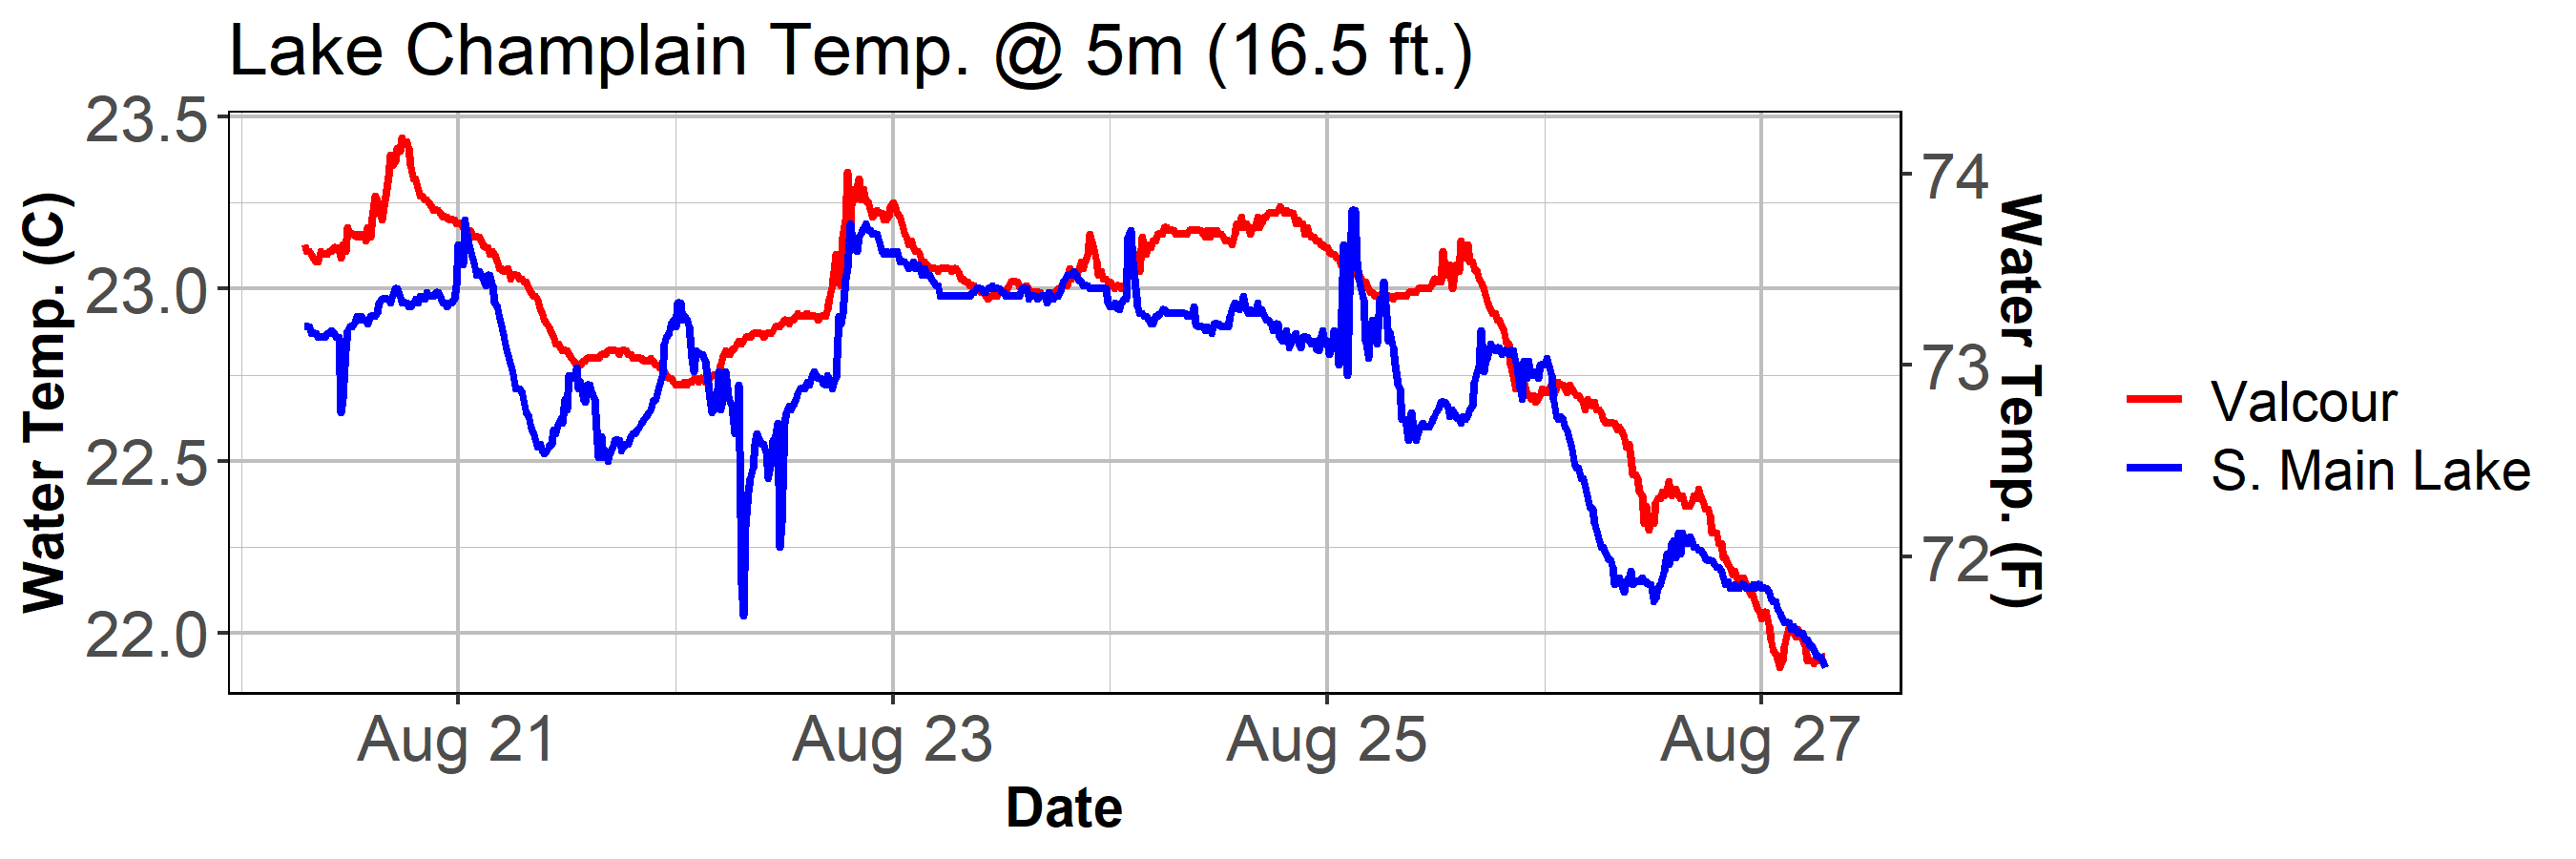 Lake Champlain Temp. @ 5m (16.5 ft.)
Water Temp. (C)
23.5
23.0
22.5
22.0
74
73
72
Water Temp. (F)
Aug 21
Aug 23
Aug 25
Aug 27
Date
Valcour
S. Main Lake